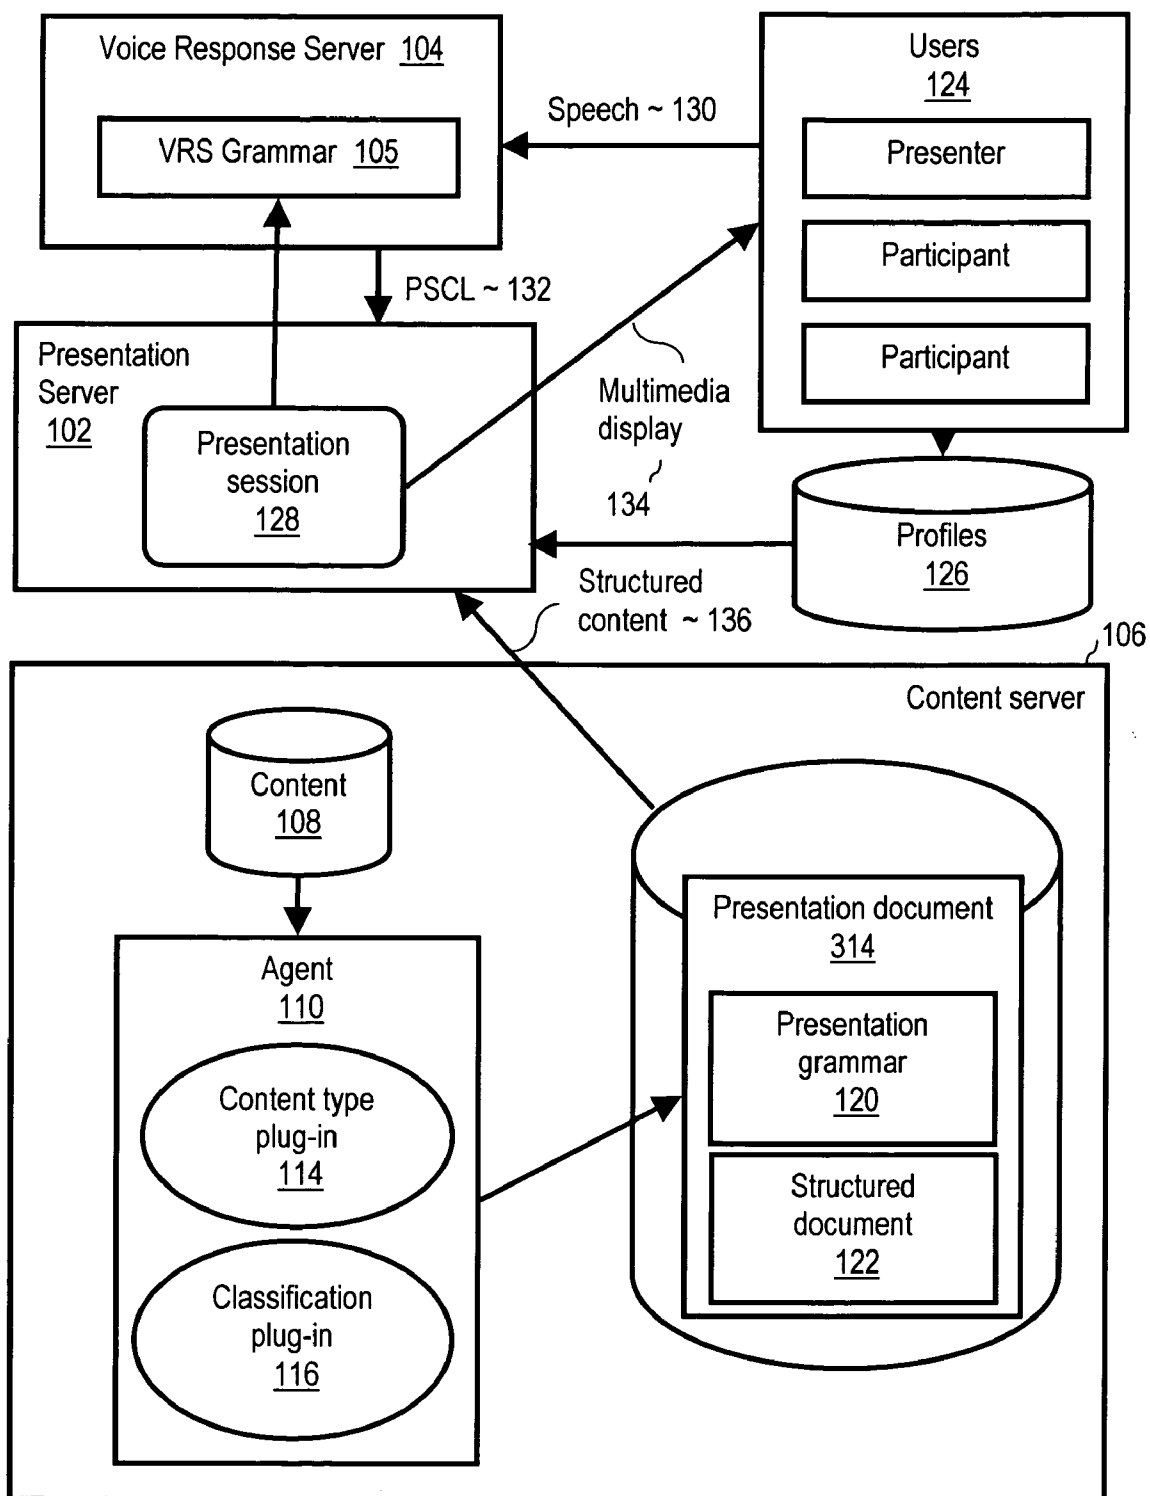 Voice Response Server 104
VRS Grammar 105
Speech ~ 130
Users
124
Presenter
Participant
Participant
PSCL ~ 132
Presentation
Server
102
Presentation
session
128
Multimedia
display
134
Profiles
126
Structured
content ~ 136
106
Content server
Content
108
Agent
110
Content type
plug-in
114
Classification
plug-in
116
Presentation document
314
Presentation
grammar
120
Structured
document
122